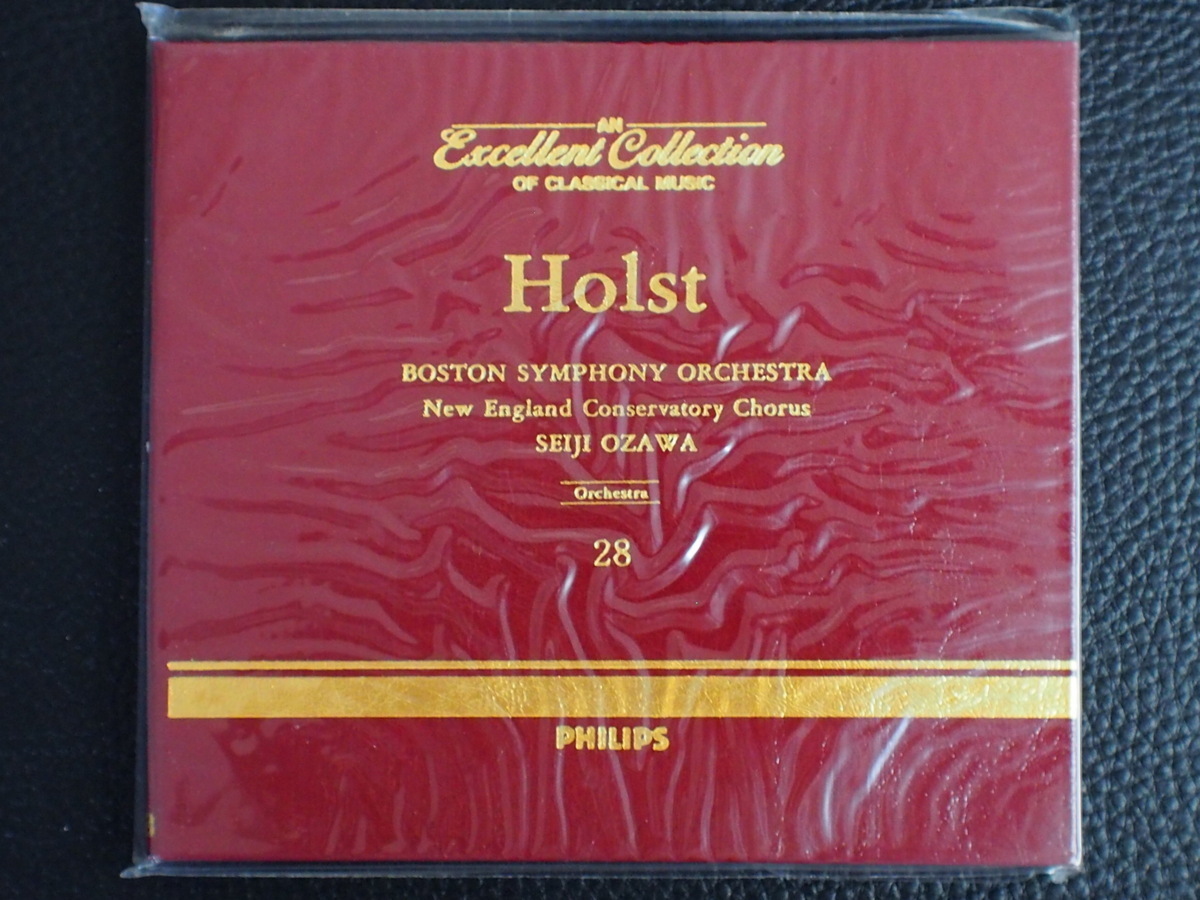 AN
Excellent Collection
OF CLASSICAL MUSIC
Holst
BOSTON SYMPHONY ORCHESTRA
New England Conservatory Chorus
SEIJI OZAWA
Orchestra
28
PHILIPS